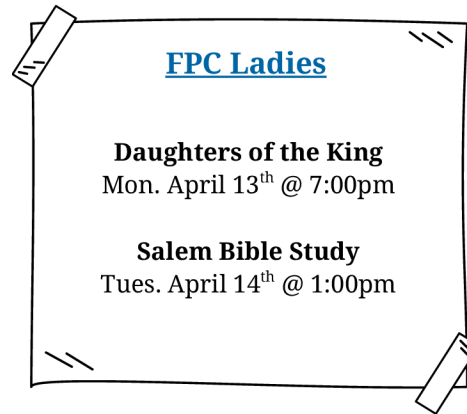 FPC Ladies
Daughters of the King
Mon. April 13th @ 7:00pm
Salem Bible Study
Tues. April 14th @ 1:00pm